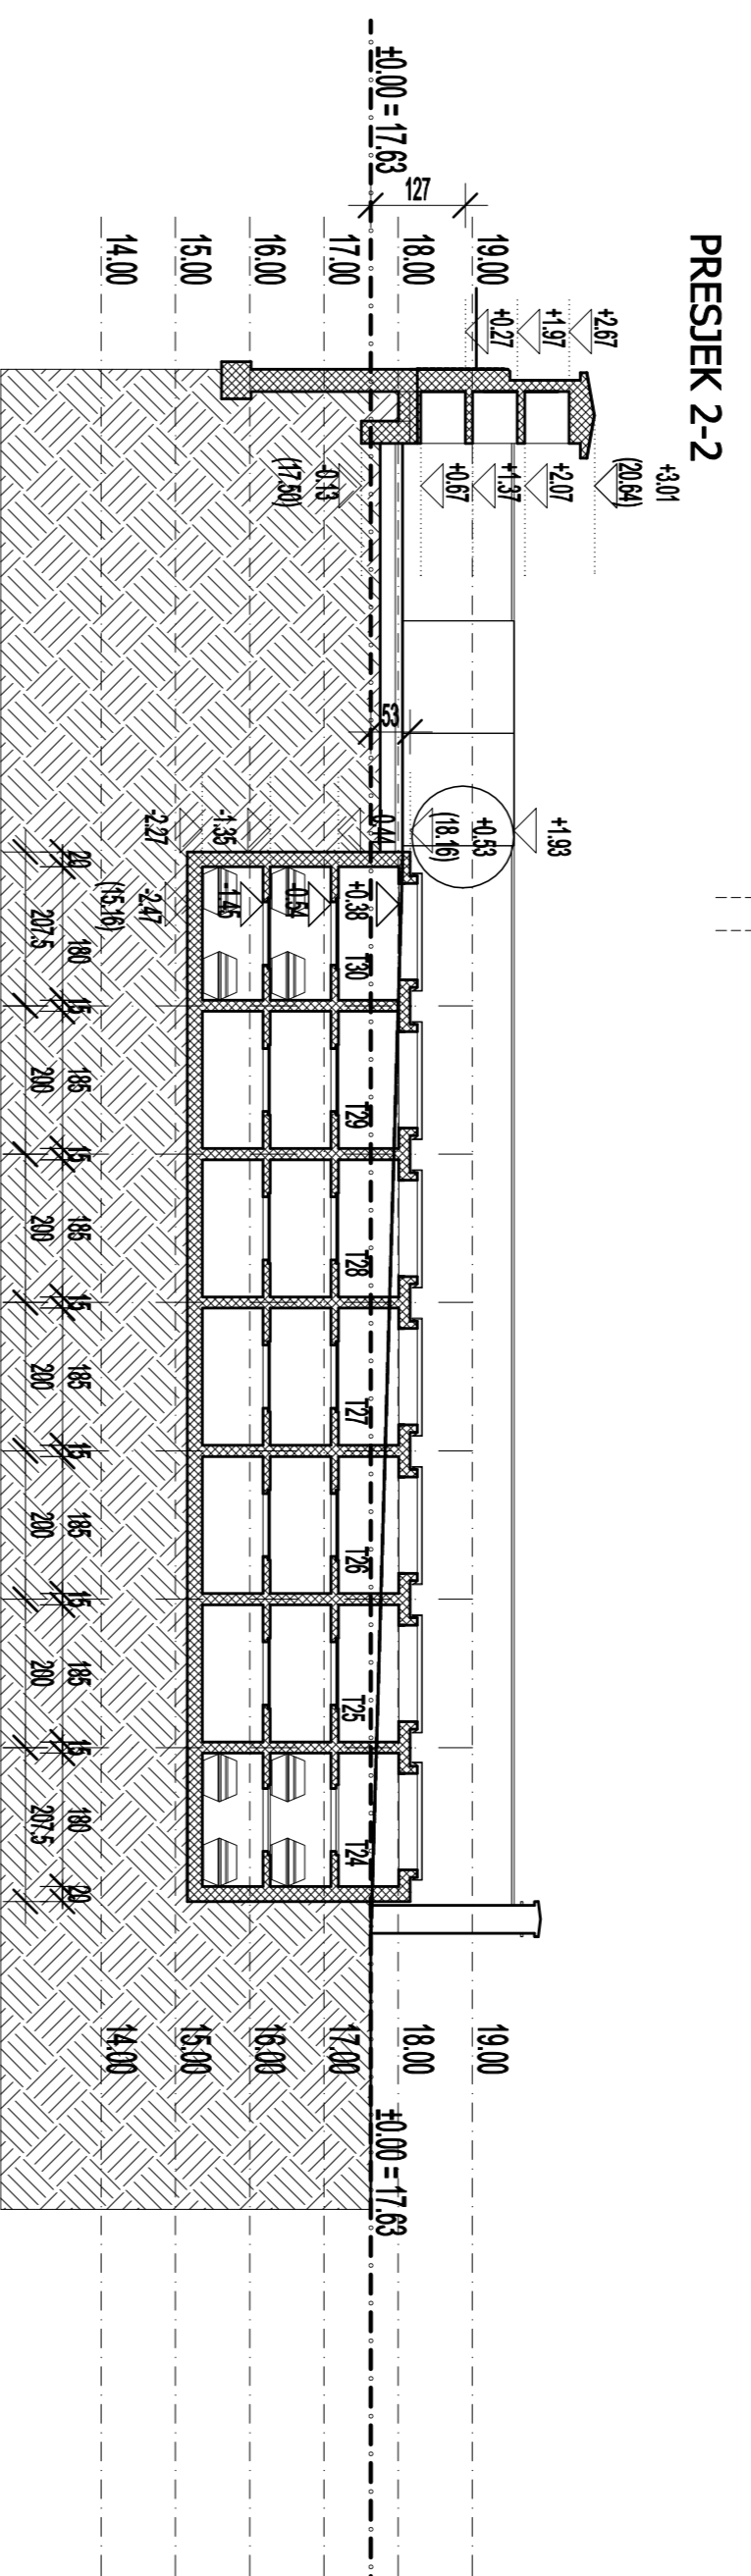 PRESJEK 2-2
+3.01
(20.64)
+2.67
+1.97
+0.27
+2.07
+1.37
+0.67
-0.13
(17.50)
127
±0.00 = 17.63
19.00
18.00
17.00
16.00
15.00
14.00
+1.93
+0.53
(18.16)
53
-0.44
-1.35
-2.27
+0.38
-0.54
-1.45
-2.47
(15.16)
T30
T29
T28
T27
T26
T25
T24
19.00
18.00
17.00
16.00
15.00
14.00
±0.00 = 17.63
20 180 15 185 15 185 15 185 15 185 15 185 15 180 20
207.5 200 200 200 200 200 207.5